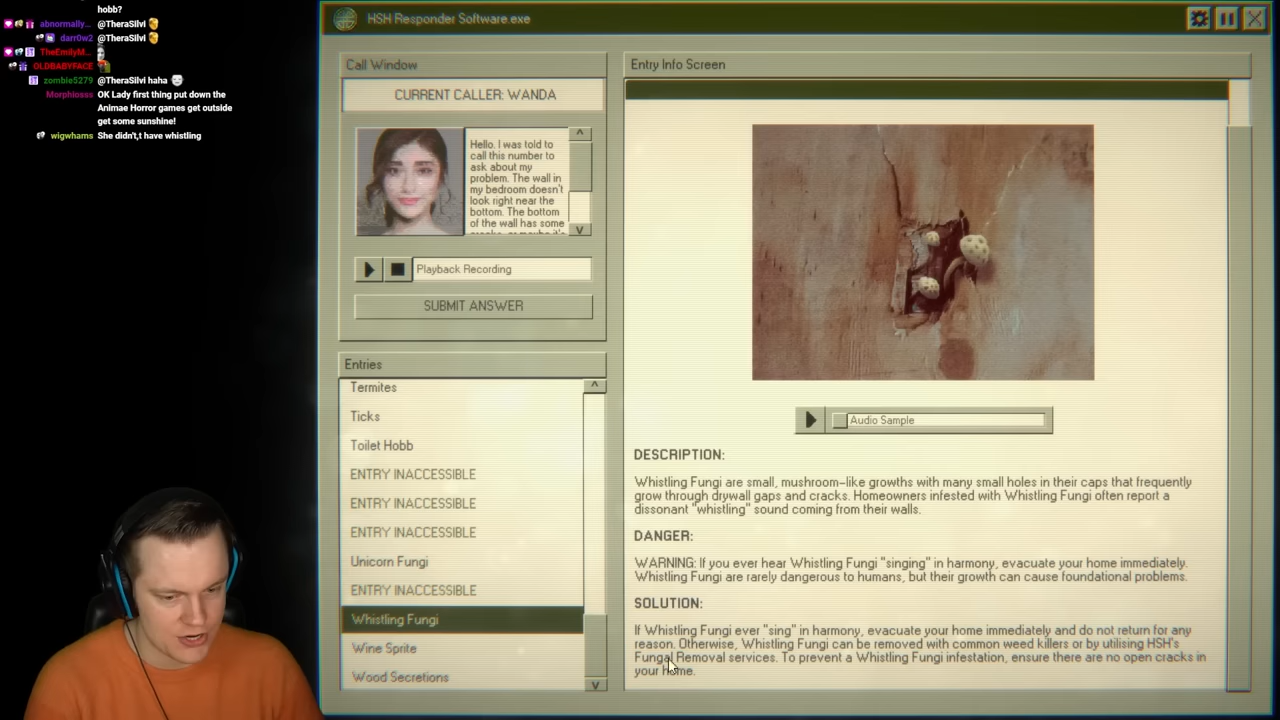 hobb?
abnormally... @TheraSilvi
darr0w2 @TheraSilvi
TheEmilyM...
OLDBABYFACE
zombie5279 @TheraSilvi haha
Morphiosss OK Lady first thing put down the
Animae Horror games get outside
get some sunshine!
wigwhams She didn,t have whistling
HSH Responder Software.exe
Call Window
CURRENT CALLER: WANDA
Hello. I was told to
call this number to
ask about my
problem. The wall in
my bedroom doesn't
look right near the
bottom. The bottom
of the wall has some
Playback Recording
SUBMIT ANSWER
Entries
Termites
Ticks
Toilet Hobb
ENTRY INACCESSIBLE
ENTRY INACCESSIBLE
ENTRY INACCESSIBLE
Unicorn Fungi
ENTRY INACCESSIBLE
Whistling Fungi
Wine Sprite
Wood Secretions
Entry Info Screen
Audio Sample
DESCRIPTION:
Whistling Fungi are small, mushroom-like growths with many small holes in their caps that frequently
grow through drywall gaps and cracks. Homeowners infested with Whistling Fungi often report a
dissonant "whistling" sound coming from their walls.
DANGER:
WARNING: If you ever hear Whistling Fungi "singing" in harmony, evacuate your home immediately.
Whistling Fungi are rarely dangerous to humans, but their growth can cause foundational problems.
SOLUTION:
If Whistling Fungi ever "sing" in harmony, evacuate your home immediately and do not return for any
reason. Otherwise, Whistling Fungi can be removed with common weed killers or by utilising HSH's
Fungal Removal services. To prevent a Whistling Fungi infestation, ensure there are no open cracks in
your home.